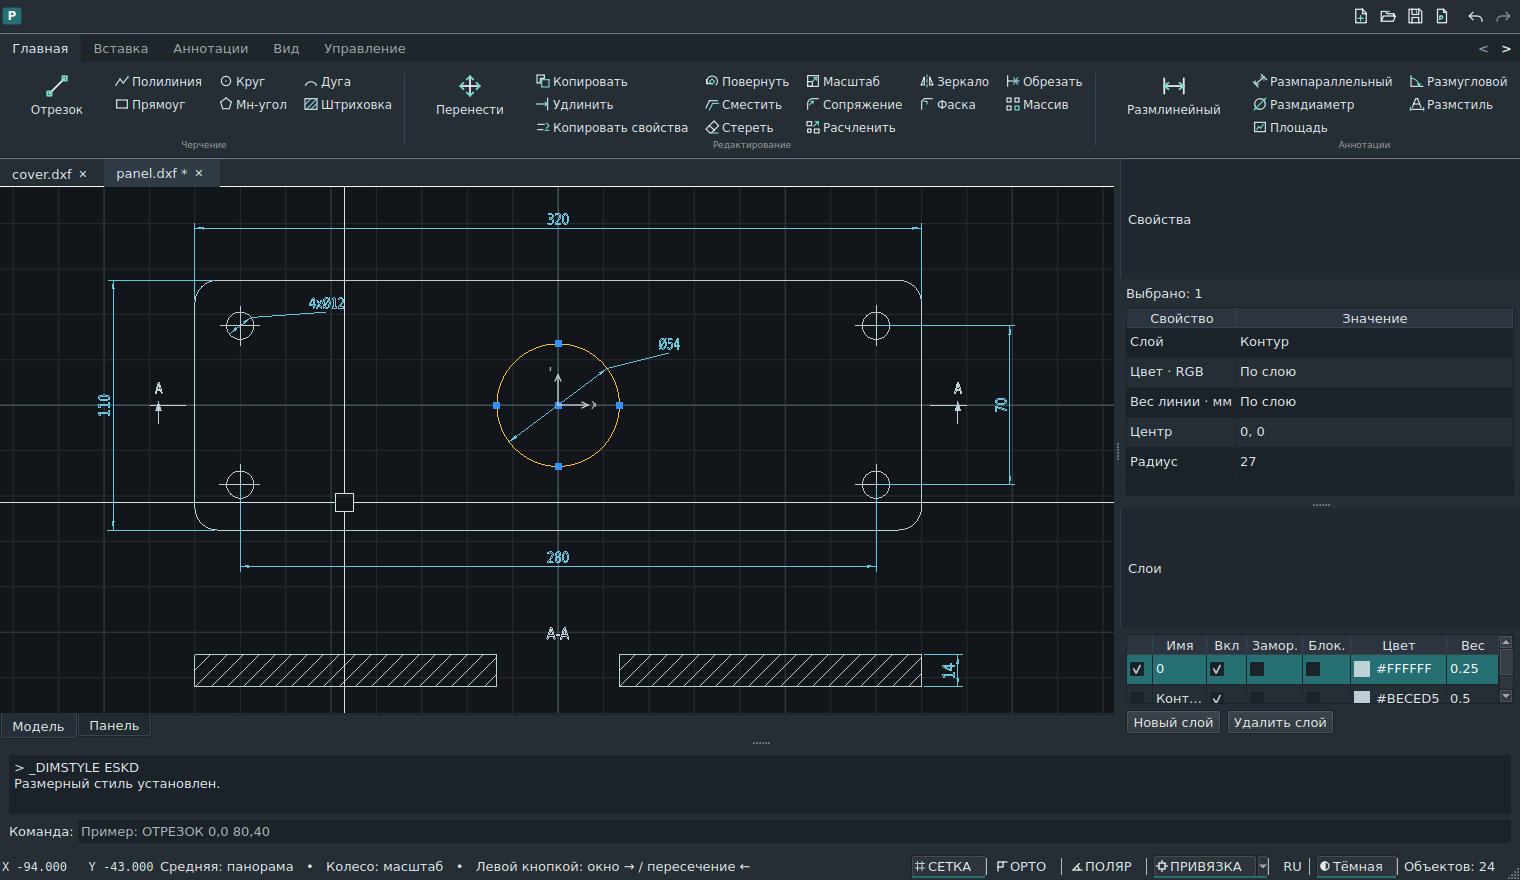 P
Главная Вставка Аннотации Вид Управление < >
Отрезок Полилиния Круг Дуга
Прямоуг Мн-угол Штриховка
Черчение
Перенести Копировать Повернуть Масштаб Зеркало Обрезать
Удлинить Сместить Сопряжение Фаска Массив
Копировать свойства Стереть Расчленить
Редактирование
Размлинейный Размпараллельный Размугловой
Размдиаметр Размстиль
Площадь
Аннотации
cover.dxf × panel.dxf * ×
320
4xØ12
Ø54
A A
110
X
70
280
A-A
14
Модель Панель
Свойства
Выбрано: 1
Свойство Значение
Слой Контур
Цвет · RGB По слою
Вес линии · мм По слою
Центр 0, 0
Радиус 27
Слои
Имя Вкл Замор. Блок. Цвет Вес
0 #FFFFFF 0.25
Конт... #BECED5 0.5
Новый слой Удалить слой
> _DIMSTYLE ESKD
Размерный стиль установлен.
Команда: Пример: ОТРЕЗОК 0,0 80,40
X -94.000 Y -43.000 Средняя: панорама • Колесо: масштаб • Левой кнопкой: окно → / пересечение ← СЕТКА ОРТО ПОЛЯР ПРИВЯЗКА RU Тёмная Объектов: 24